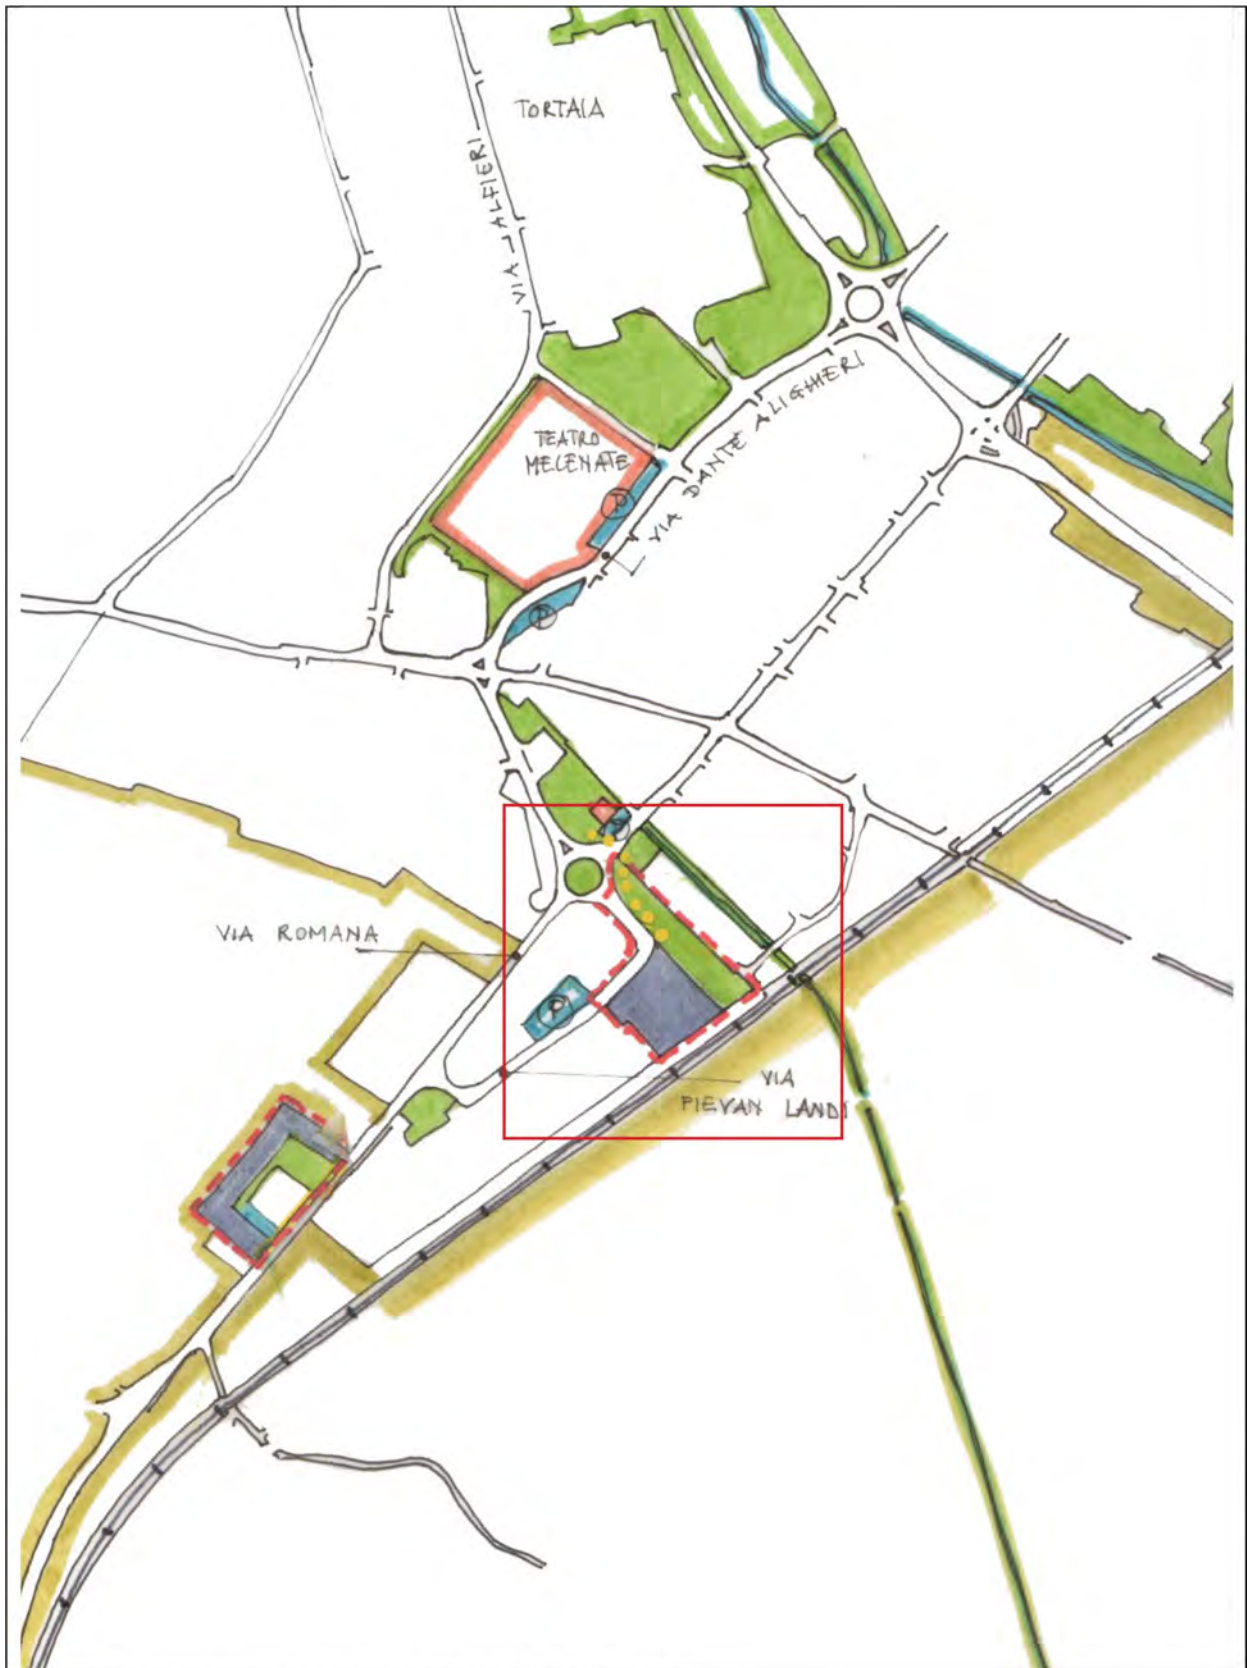 TORTAIA
VIA ALFIERI
VIA DANTE ALIGHIERI
TEATRO
MECENATE
P
P
P
VIA ROMANA
P
VIA
PIEVAN LANDI